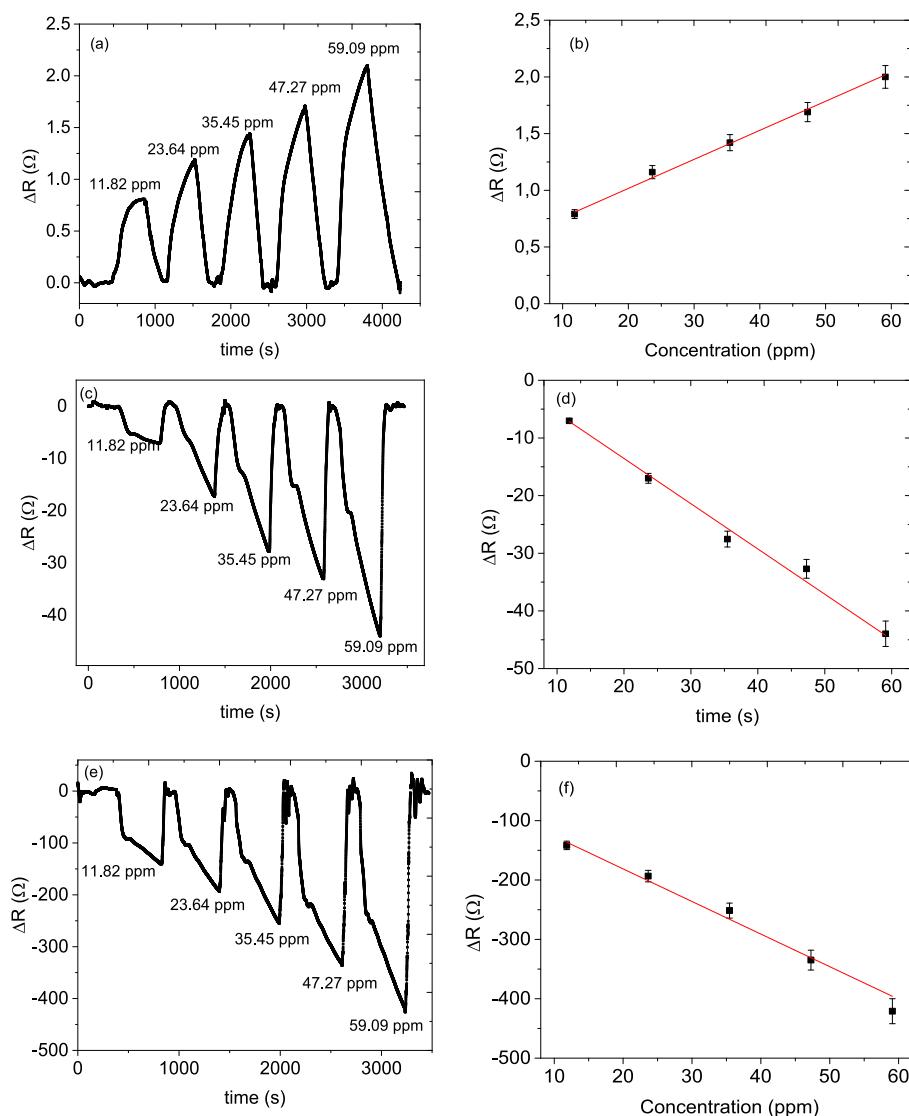 (a)
2.5
2.0
1.5
1.0
0.5
0.0
ΔR (Ω)
11.82 ppm
23.64 ppm
35.45 ppm
47.27 ppm
59.09 ppm
0 1000 2000 3000 4000
time (s)
(b)
2,5
2,0
1,5
1,0
0,5
0,0
ΔR (Ω)
10 20 30 40 50 60
Concentration (ppm)
(c)
0
-10
-20
-30
-40
ΔR (Ω)
11.82 ppm
23.64 ppm
35.45 ppm
47.27 ppm
59.09 ppm
0 1000 2000 3000
time (s)
(d)
0
-10
-20
-30
-40
-50
ΔR (Ω)
10 20 30 40 50 60
time (s)
(e)
0
-100
-200
-300
-400
-500
ΔR (Ω)
11.82 ppm
23.64 ppm
35.45 ppm
47.27 ppm
59.09 ppm
0 1000 2000 3000
time (s)
(f)
0
-100
-200
-300
-400
-500
ΔR (Ω)
10 20 30 40 50 60
Concentration (ppm)